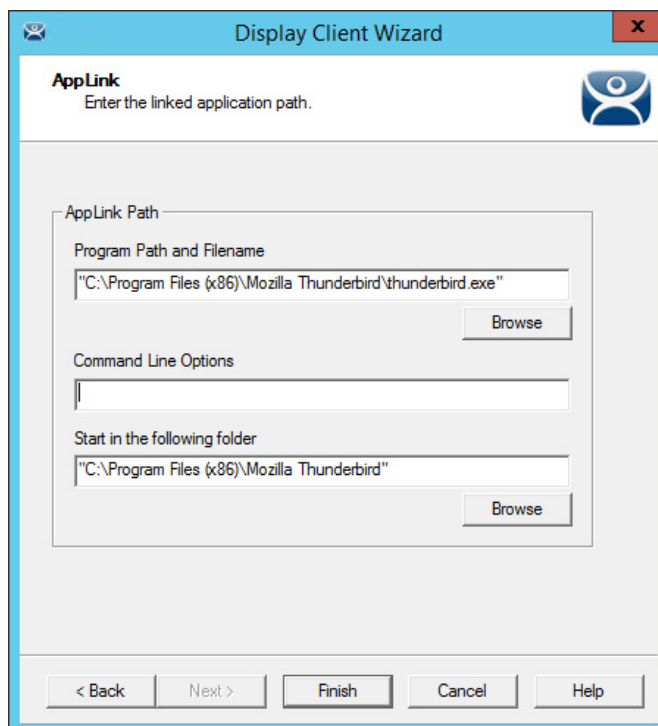 Display Client Wizard
x
AppLink
Enter the linked application path.
AppLink Path
Program Path and Filename
"C:\Program Files (x86)\Mozilla Thunderbird\thunderbird.exe"
Browse
Command Line Options
Start in the following folder
"C:\Program Files (x86)\Mozilla Thunderbird"
Browse
< Back Next > Finish Cancel Help